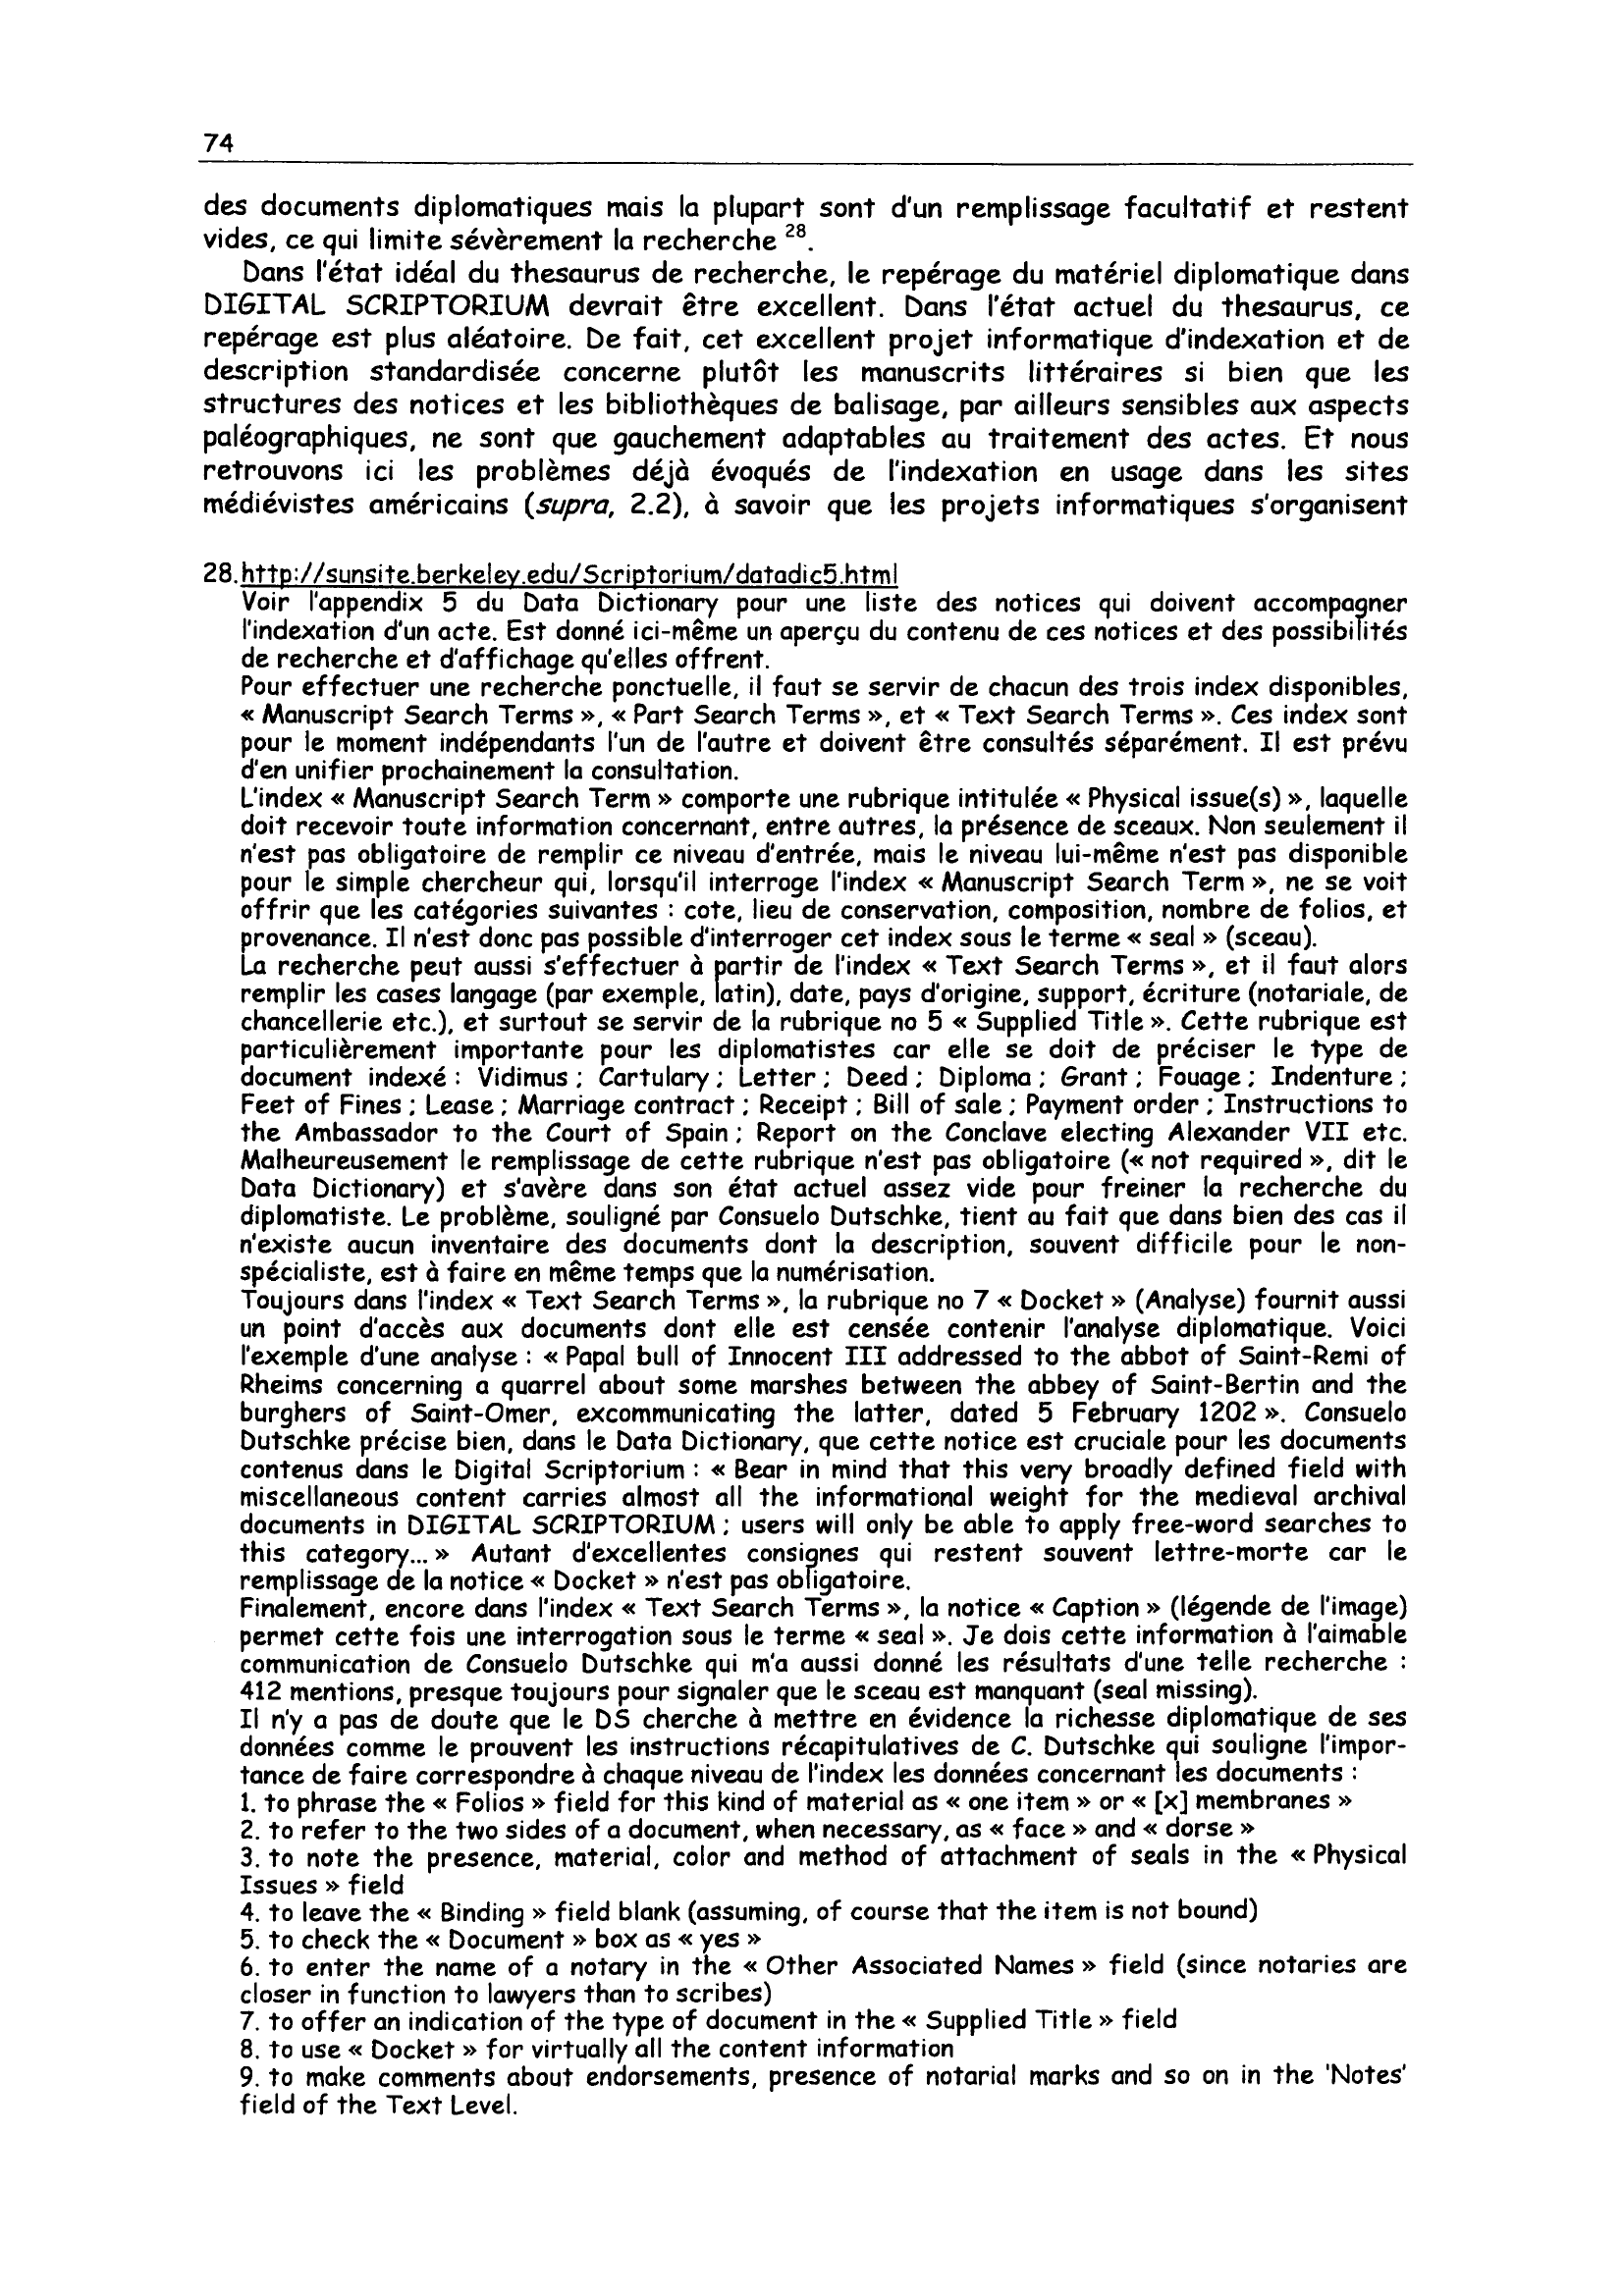 74
des documents diplomatiques mais la plupart sont d'un remplissage facultatif et restent
vides, ce qui limite sévèrement la recherche 28.
Dans l'état idéal du thesaurus de recherche, le repérage du matériel diplomatique dans
DIGITAL SCRIPTORIUM devrait être excellent. Dans l'état actuel du thesaurus, ce
repérage est plus aléatoire. De fait, cet excellent projet informatique d'indexation et de
description standardisée concerne plutôt les manuscrits littéraires si bien que les
structures des notices et les bibliothèques de balisage, par ailleurs sensibles aux aspects
paléographiques, ne sont que gauchement adaptables au traitement des actes. Et nous
retrouvons ici les problèmes déjà évoqués de l'indexation en usage dans les sites
médiévistes américains (supra, 2.2), à savoir que les projets informatiques s'organisent
28. http://sunsite.berkeley.edu/Scriptorium/datadic5.html
Voir l'appendix 5 du Data Dictionary pour une liste des notices qui doivent accompagner
l'indexation d'un acte. Est donné ici-même un aperçu du contenu de ces notices et des possibilités
de recherche et d'affichage qu'elles offrent.
Pour effectuer une recherche ponctuelle, il faut se servir de chacun des trois index disponibles,
« Manuscript Search Terms », « Part Search Terms », et « Text Search Terms ». Ces index sont
pour le moment indépendants l'un de l'autre et doivent être consultés séparément. Il est prévu
d'en unifier prochainement la consultation.
L'index « Manuscript Search Term » comporte une rubrique intitulée « Physical issue(s) », laquelle
doit recevoir toute information concernant, entre autres, la présence de sceaux. Non seulement il
n'est pas obligatoire de remplir ce niveau d'entrée, mais le niveau lui-même n'est pas disponible
pour le simple chercheur qui, lorsqu'il interroge l'index « Manuscript Search Term », ne se voit
offrir que les catégories suivantes : cote, lieu de conservation, composition, nombre de folios, et
provenance. Il n'est donc pas possible d'interroger cet index sous le terme « seal » (sceau).
La recherche peut aussi s'effectuer à partir de l'index « Text Search Terms », et il faut alors
remplir les cases langage (par exemple, latin), date, pays d'origine, support, écriture (notariale, de
chancellerie etc.), et surtout se servir de la rubrique no 5 « Supplied Title ». Cette rubrique est
particulièrement importante pour les diplomatistes car elle se doit de préciser le type de
document indexé : Vidimus ; Cartulary ; Letter ; Deed ; Diploma ; Grant ; Fouage ; Indenture ;
Feet of Fines ; Lease ; Marriage contract ; Receipt ; Bill of sale ; Payment order ; Instructions to
the Ambassador to the Court of Spain ; Report on the Conclave electing Alexander VII etc.
Malheureusement le remplissage de cette rubrique n'est pas obligatoire (« not required », dit le
Data Dictionary) et s'avère dans son état actuel assez vide pour freiner la recherche du
diplomatiste. Le problème, souligné par Consuelo Dutschke, tient au fait que dans bien des cas il
n'existe aucun inventaire des documents dont la description, souvent difficile pour le non-
spécialiste, est à faire en même temps que la numérisation.
Toujours dans l'index « Text Search Terms », la rubrique no 7 « Docket » (Analyse) fournit aussi
un point d'accès aux documents dont elle est censée contenir l'analyse diplomatique. Voici
l'exemple d'une analyse : « Papal bull of Innocent III addressed to the abbot of Saint-Remi of
Rheims concerning a quarrel about some marshes between the abbey of Saint-Bertin and the
burghers of Saint-Omer, excommunicating the latter, dated 5 February 1202 ». Consuelo
Dutschke précise bien, dans le Data Dictionary, que cette notice est cruciale pour les documents
contenus dans le Digital Scriptorium : « Bear in mind that this very broadly defined field with
miscellaneous content carries almost all the informational weight for the medieval archival
documents in DIGITAL SCRIPTORIUM ; users will only be able to apply free-word searches to
this category... » Autant d'excellentes consignes qui restent souvent lettre-morte car le
remplissage de la notice « Docket » n'est pas obligatoire.
Finalement, encore dans l'index « Text Search Terms », la notice « Caption » (légende de l'image)
permet cette fois une interrogation sous le terme « seal ». Je dois cette information à l'aimable
communication de Consuelo Dutschke qui m'a aussi donné les résultats d'une telle recherche :
412 mentions, presque toujours pour signaler que le sceau est manquant (seal missing).
Il n'y a pas de doute que le DS cherche à mettre en évidence la richesse diplomatique de ses
données comme le prouvent les instructions récapitulatives de C. Dutschke qui souligne l'impor-
tance de faire correspondre à chaque niveau de l'index les données concernant les documents :
1. to phrase the « Folios » field for this kind of material as « one item » or « [x] membranes »
2. to refer to the two sides of a document, when necessary, as « face » and « dorse »
3. to note the presence, material, color and method of attachment of seals in the « Physical
Issues » field
4. to leave the « Binding » field blank (assuming, of course that the item is not bound)
5. to check the « Document » box as « yes »
6. to enter the name of a notary in the « Other Associated Names » field (since notaries are
closer in function to lawyers than to scribes)
7. to offer an indication of the type of document in the « Supplied Title » field
8. to use « Docket » for virtually all the content information
9. to make comments about endorsements, presence of notarial marks and so on in the 'Notes'
field of the Text Level.